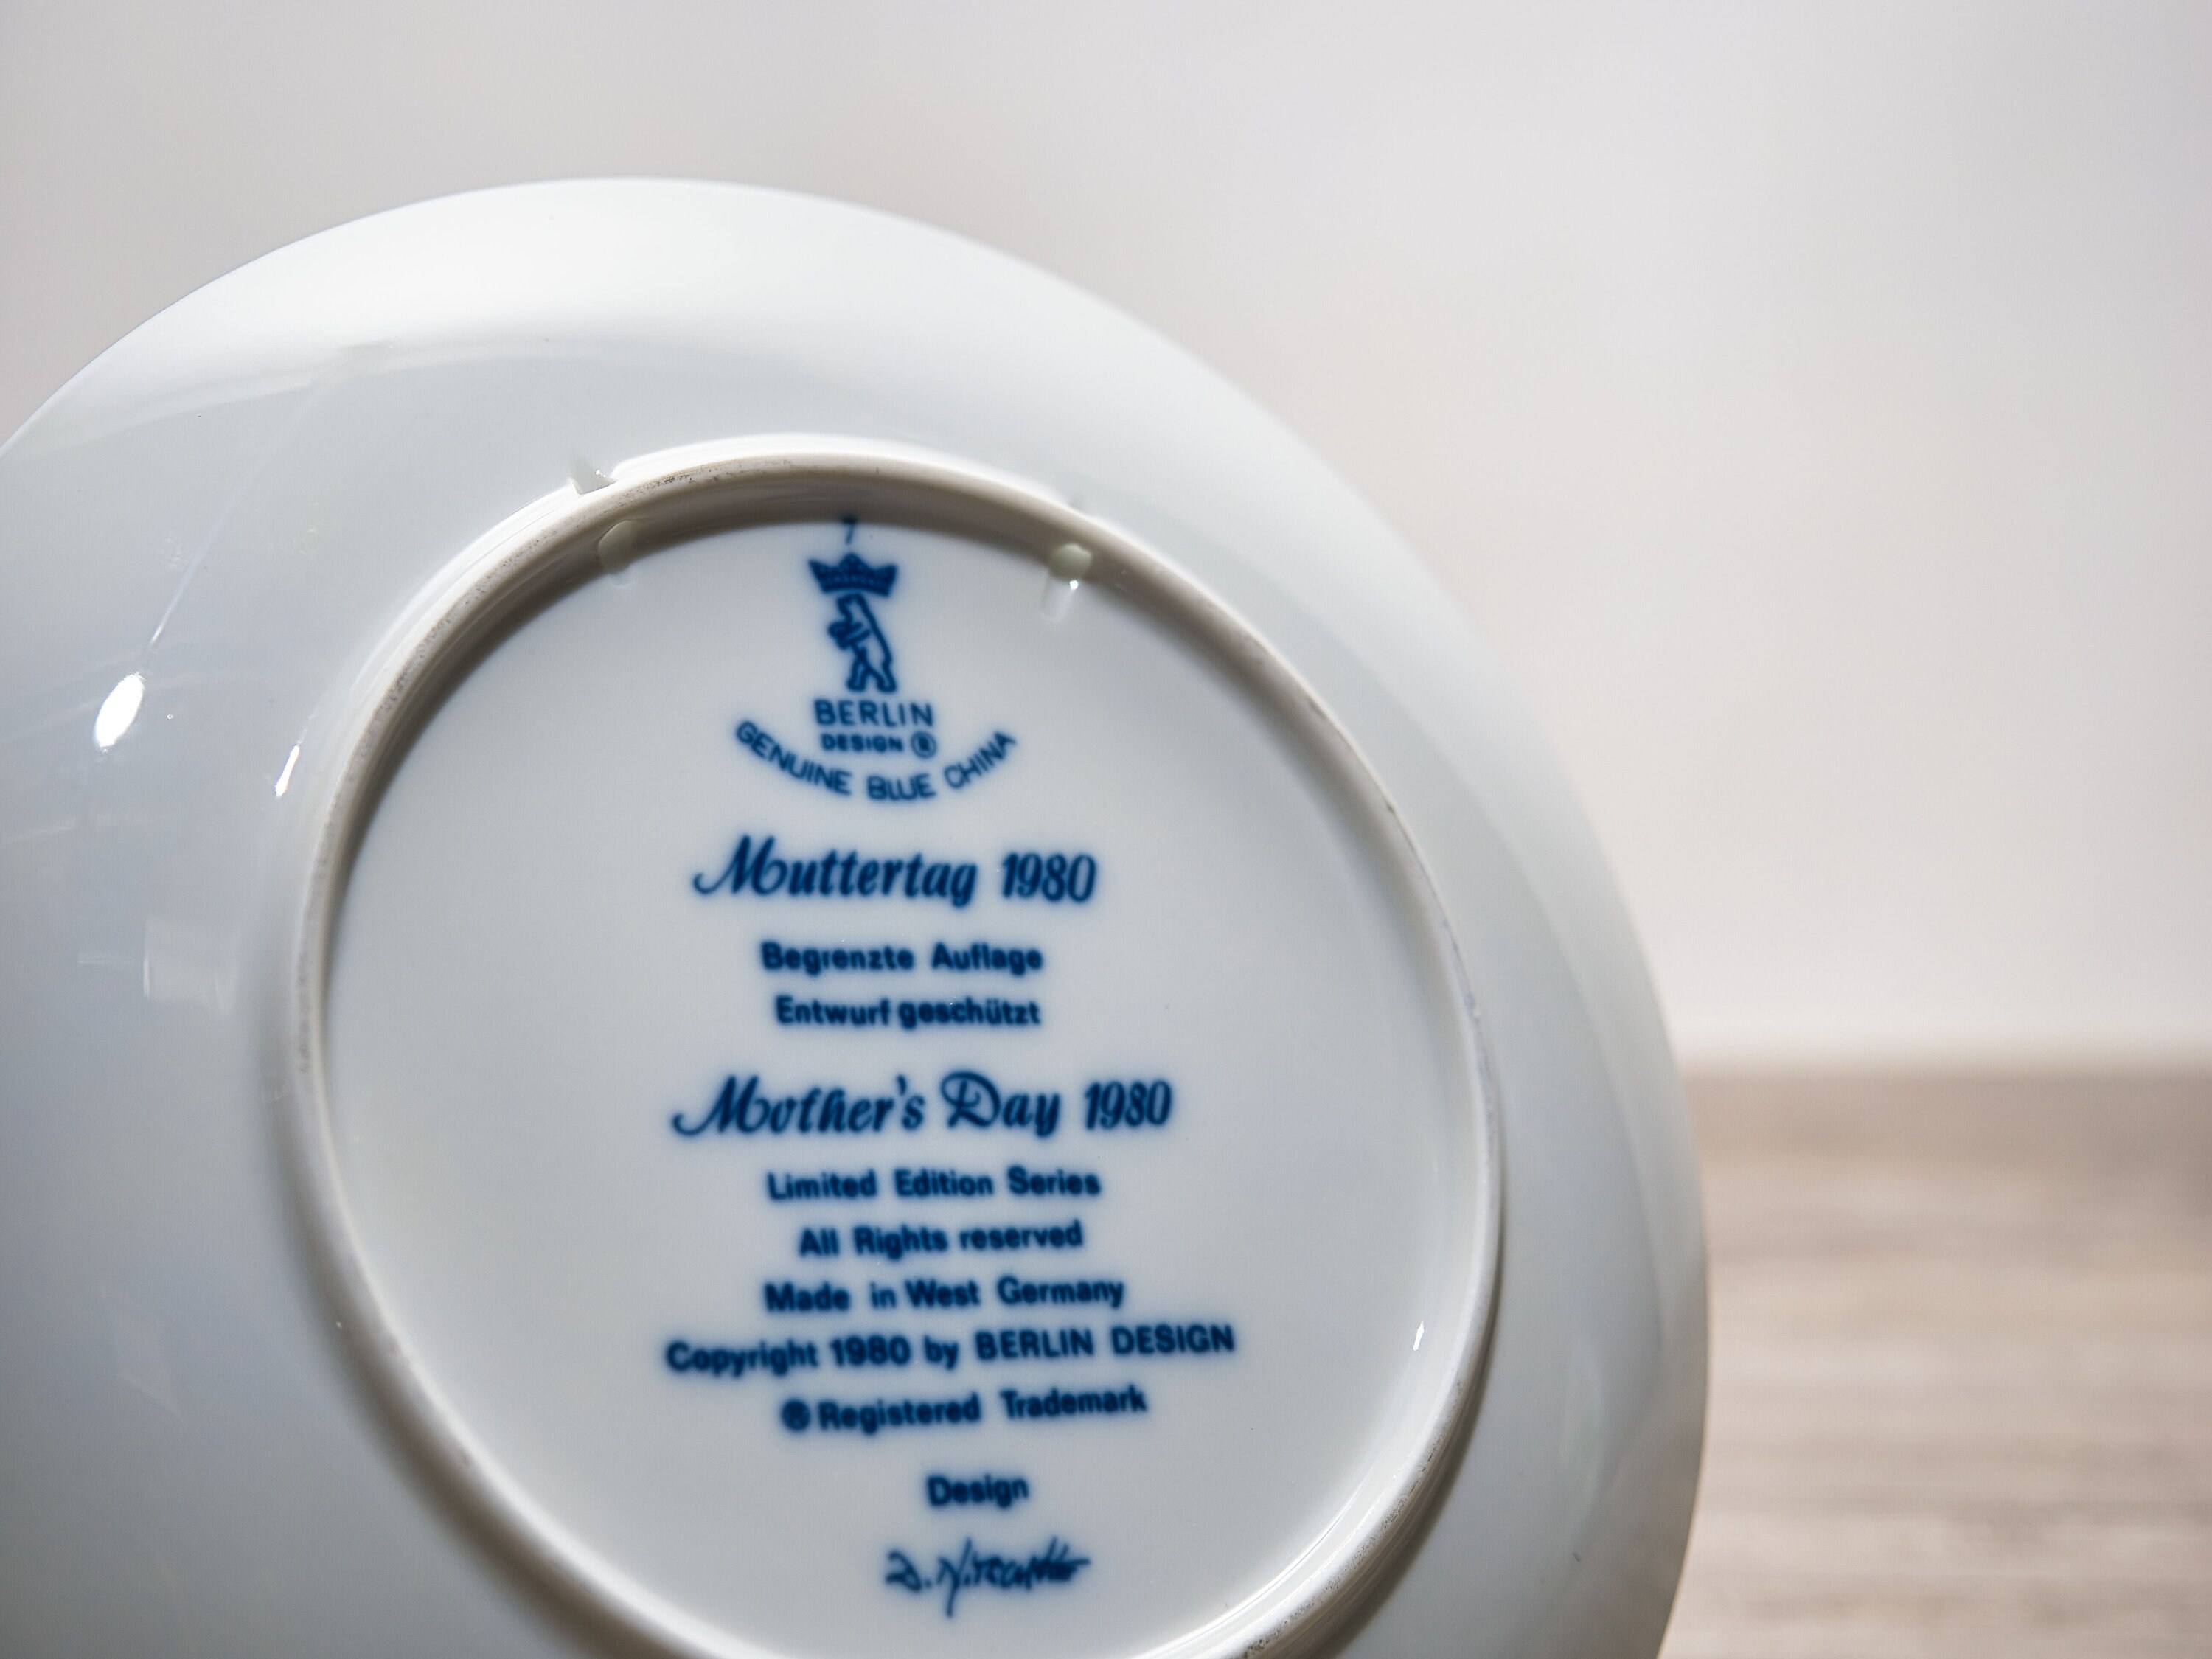 7
BERLIN
DESIGN ®
GENUINE BLUE CHINA
Muttertag 1980
Begrenzte Auflage
Entwurf geschützt
Mother's Day 1980
Limited Edition Series
All Rights reserved
Made in West Germany
Copyright 1980 by BERLIN DESIGN
® Registered Trademark
Design